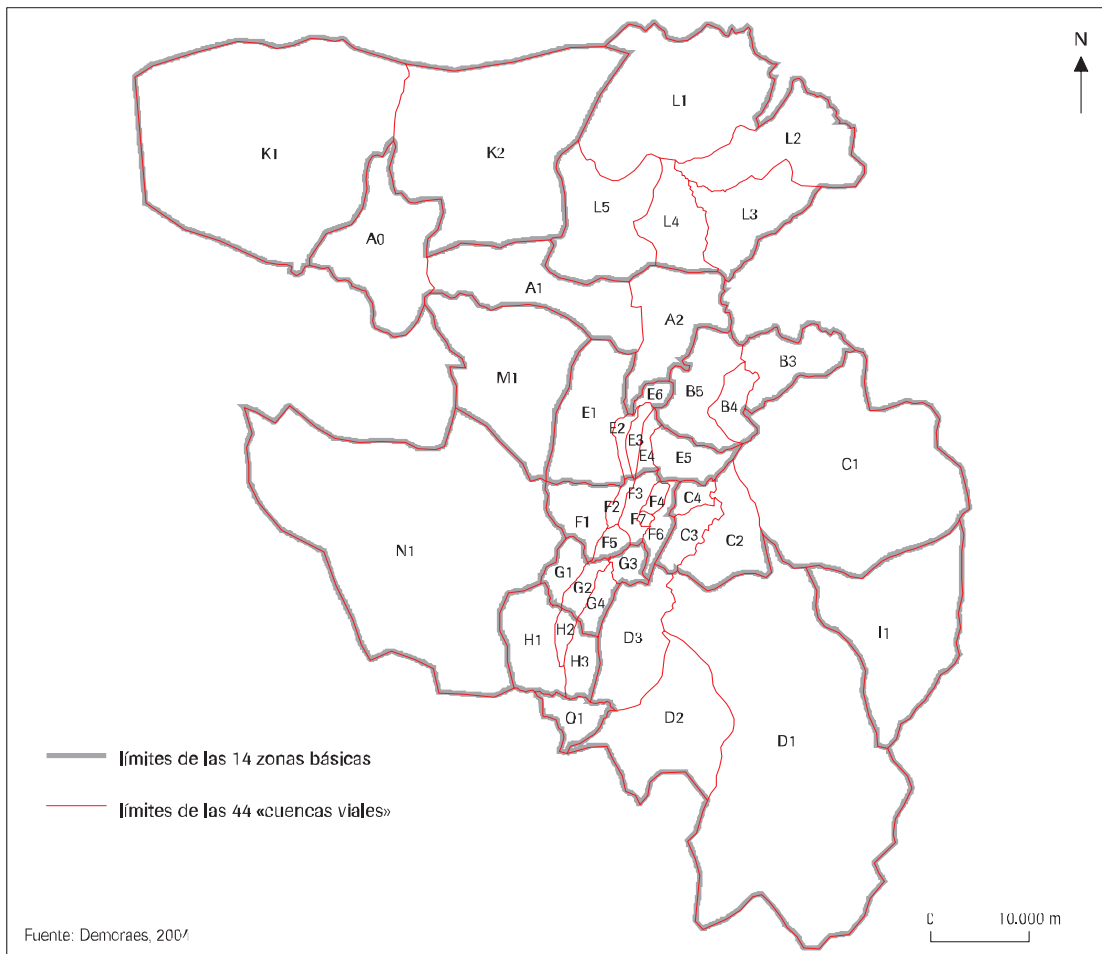 N
L1
L2
K1
K2
L5
L4
L3
A0
A1
A2
B3
M1
E6
B5
B4
E1
E2
E3
E4
E5
C1
F3
F4
C4
F2
F7
F1
F6
C3
C2
F5
N1
G3
G1
G2
G4
H2
H1
D3
I1
H3
O1
D2
D1
límites de las 14 zonas básicas
límites de las 44 «cuencas viales»
0 10.000 m
Fuente: Demoraes, 2004